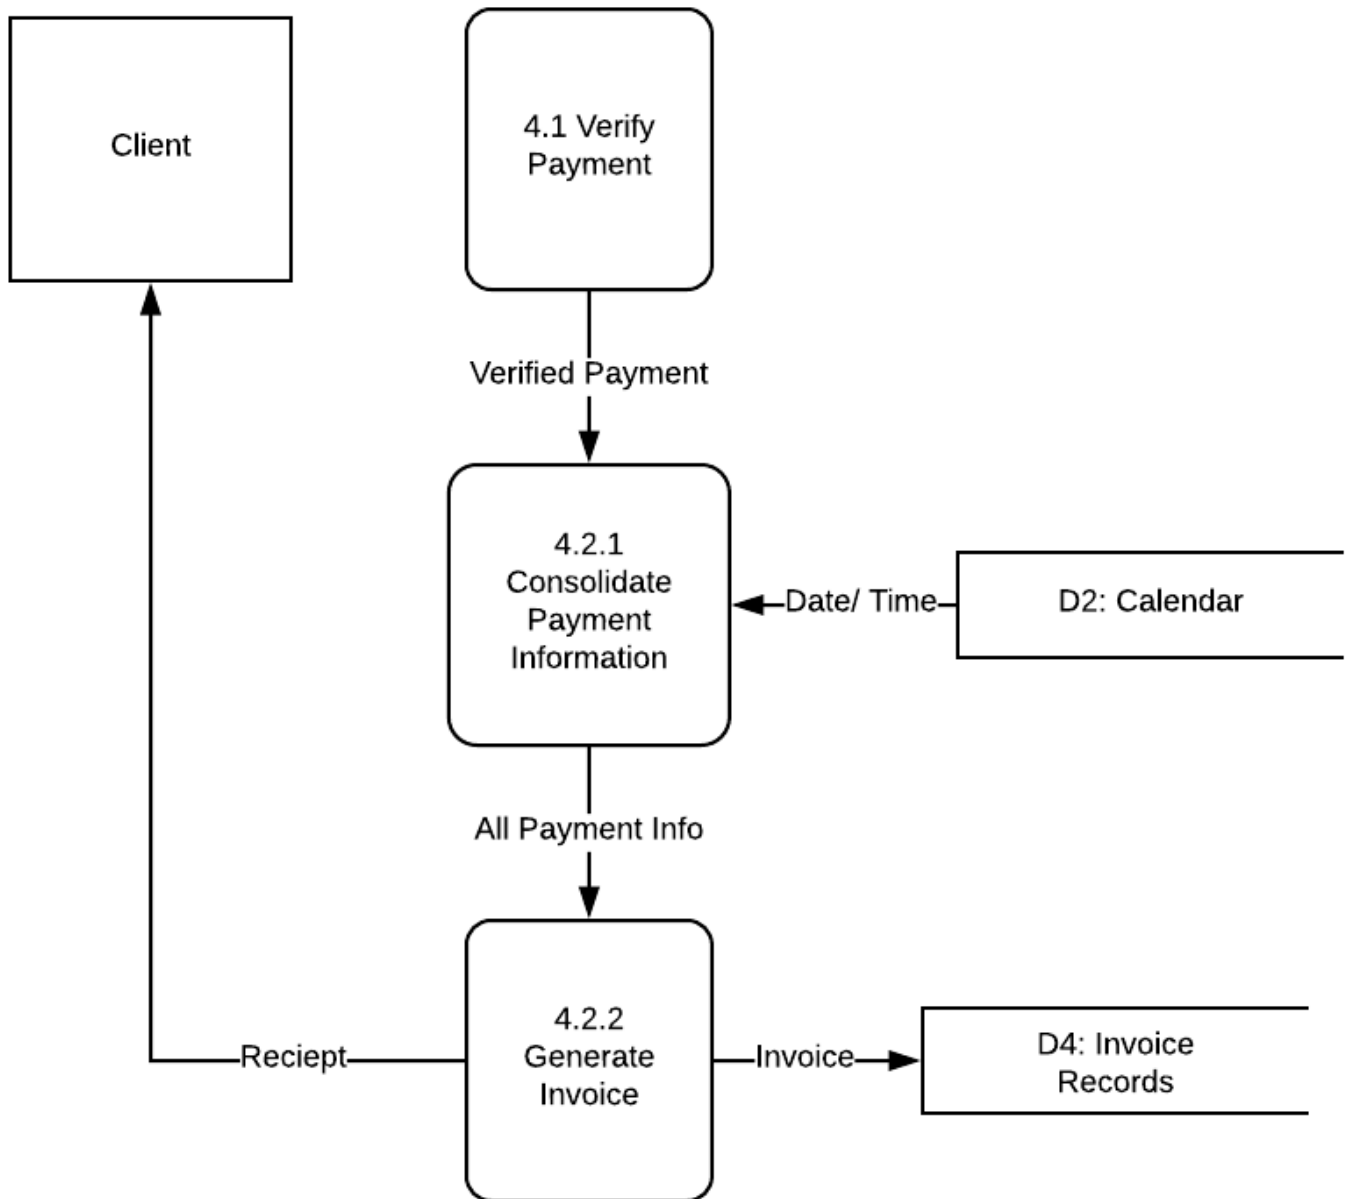 Client
4.1 Verify
Payment
Verified Payment
4.2.1
Consolidate
Payment
Information
Date/ Time
D2: Calendar
All Payment Info
4.2.2
Generate
Invoice
Reciept
Invoice
D4: Invoice
Records